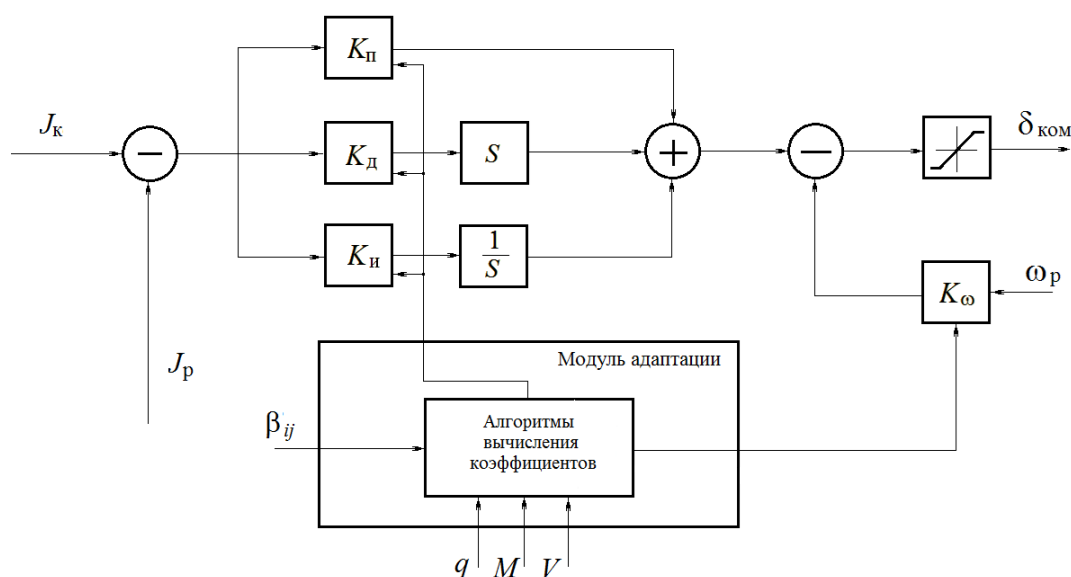 Kп
Jк
δком
Kд
S
Kи
1
S
Kω
ωр
Jр
Модуль адаптации
βij
Алгоритмы
вычисления
коэффициентов
q
M
V